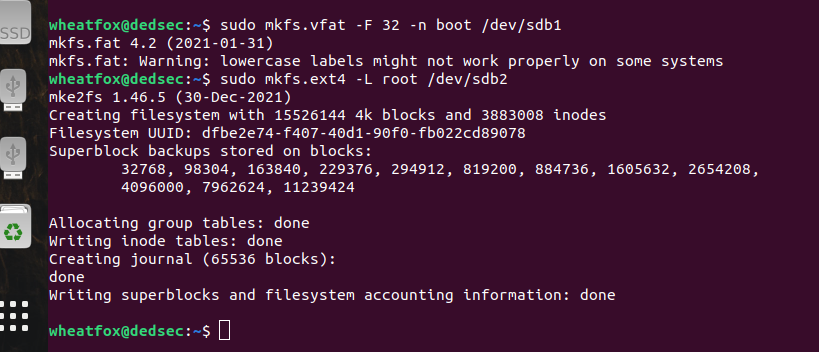 SSD
wheatfox@dedsec:~$ sudo mkfs.vfat -F 32 -n boot /dev/sdb1
mkfs.fat 4.2 (2021-01-31)
mkfs.fat: Warning: lowercase labels might not work properly on some systems
wheatfox@dedsec:~$ sudo mkfs.ext4 -L root /dev/sdb2
mke2fs 1.46.5 (30-Dec-2021)
Creating filesystem with 15526144 4k blocks and 3883008 inodes
Filesystem UUID: dfbe2e74-f407-40d1-90f0-fb022cd89078
Superblock backups stored on blocks:
32768, 98304, 163840, 229376, 294912, 819200, 884736, 1605632, 2654208,
4096000, 7962624, 11239424
Allocating group tables: done
Writing inode tables: done
Creating journal (65536 blocks):
done
Writing superblocks and filesystem accounting information: done
wheatfox@dedsec:~$